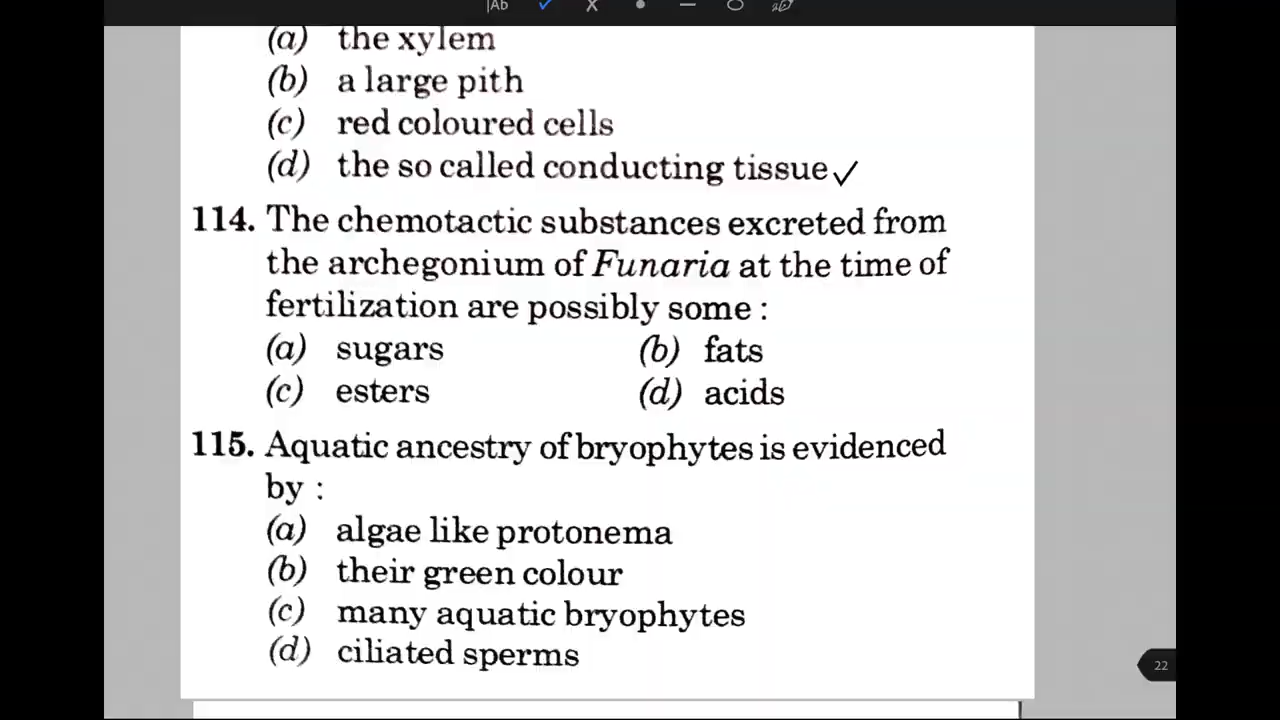 Ab
(a) the xylem
(b) a large pith
(c) red coloured cells
(d) the so called conducting tissue✓
114. The chemotactic substances excreted from
the archegonium of Funaria at the time of
fertilization are possibly some :
(a) sugars (b) fats
(c) esters (d) acids
115. Aquatic ancestry of bryophytes is evidenced
by :
(a) algae like protonema
(b) their green colour
(c) many aquatic bryophytes
(d) ciliated sperms
22